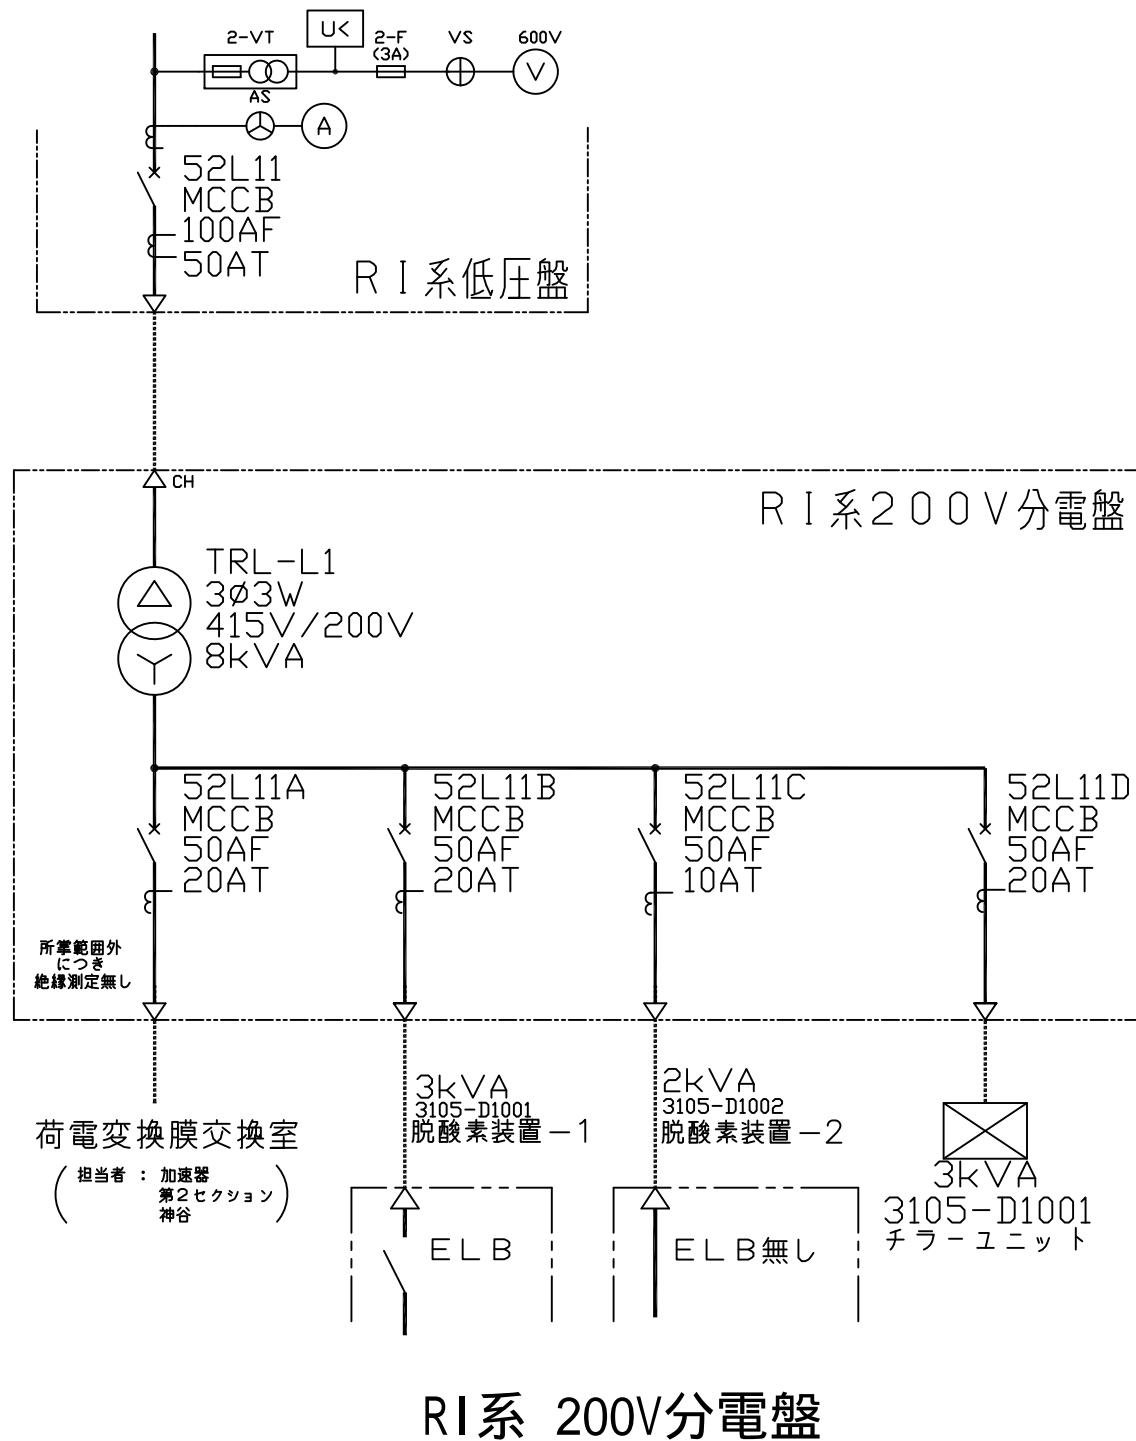 2-VT
U<
2-F
(3A)
VS
600V
V
AS
A
52L11
MCCB
100AF
50AT
RI系低圧盤
CH
RI系200V分電盤
TRL-L1
3φ3W
415V/200V
8kVA
52L11A
MCCB
50AF
20AT
52L11B
MCCB
50AF
20AT
52L11C
MCCB
50AF
10AT
52L11D
MCCB
50AF
20AT
所掌範囲外
につき
絶縁測定無し
荷電変換膜交換室
(担当者 : 加速器
第2セクション
神谷)
3kVA
3105-D1001
脱酸素装置-1
ELB
2kVA
3105-D1002
脱酸素装置-2
ELB無し
3kVA
3105-D1001
チラーユニット
RI系 200V分電盤